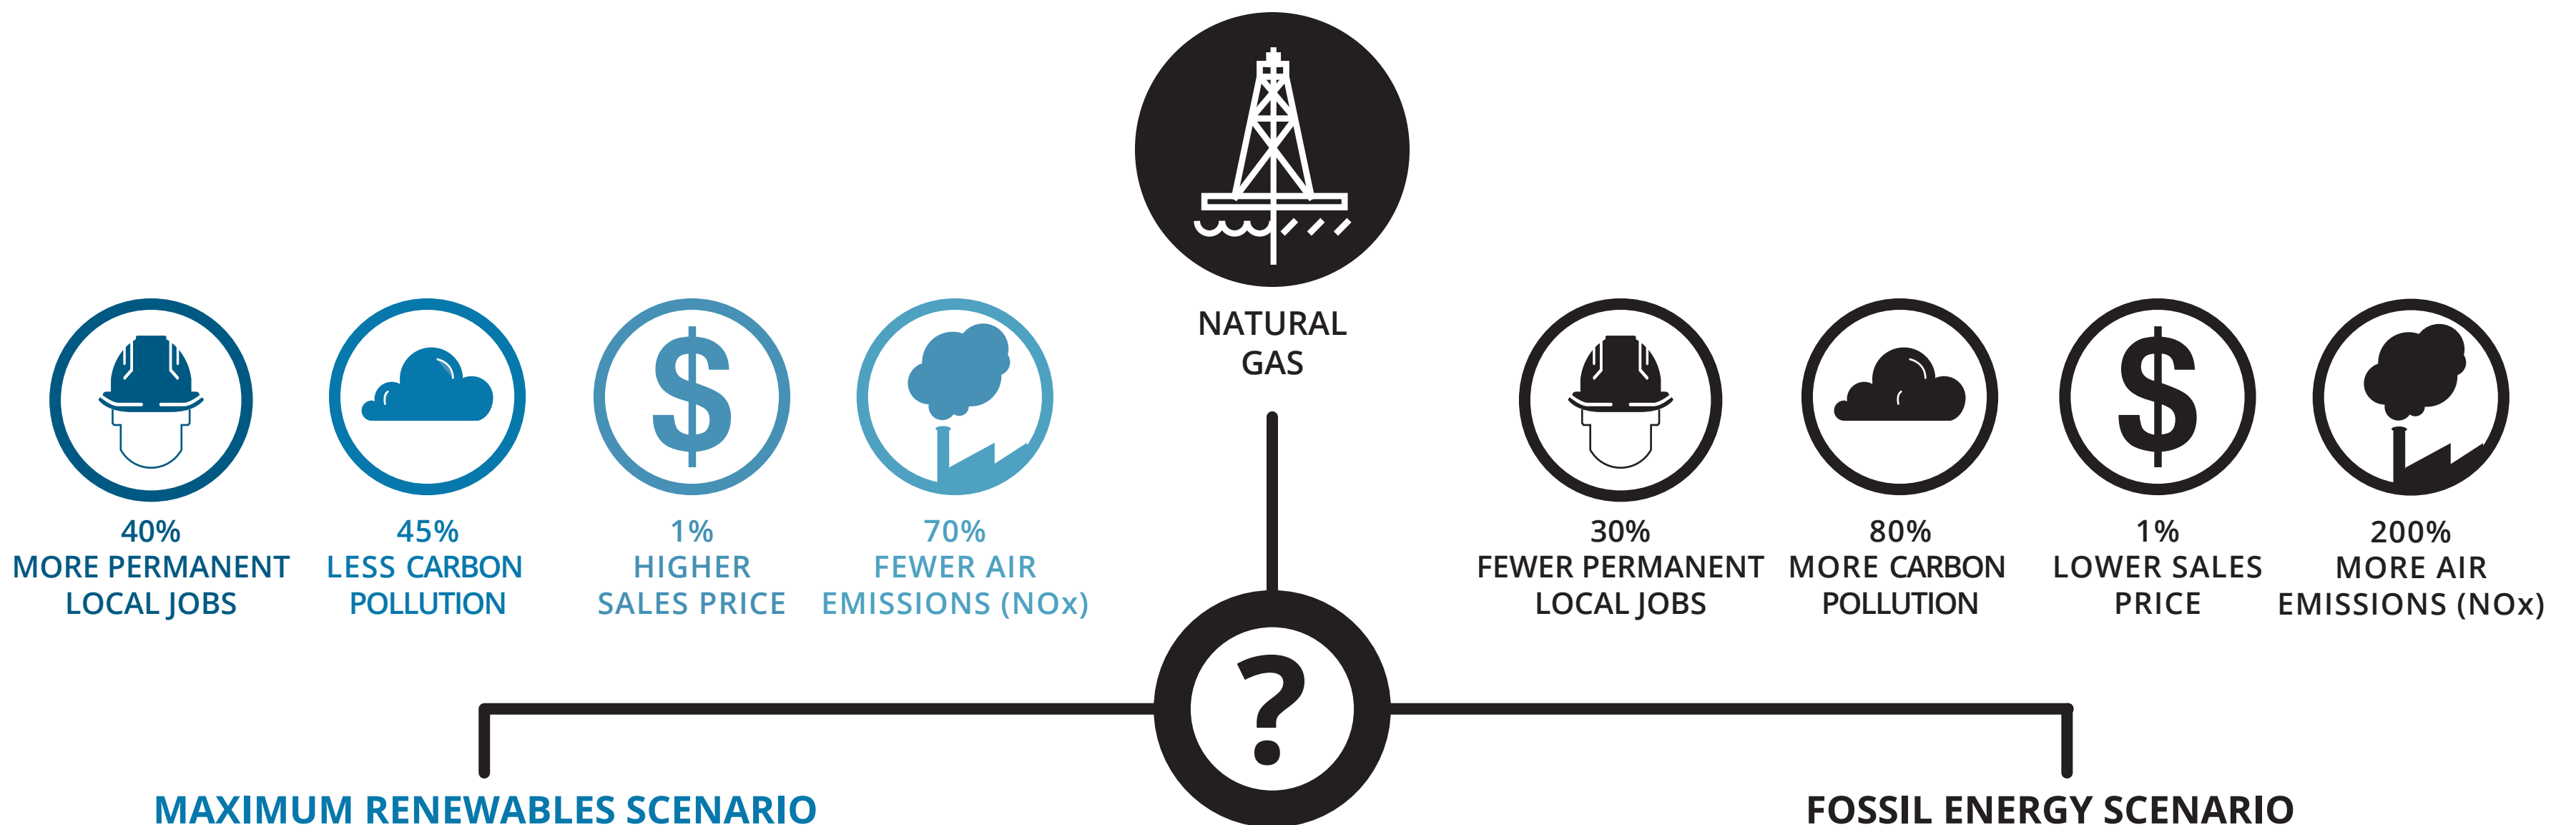 NATURAL
GAS
40%
MORE PERMANENT
LOCAL JOBS
45%
LESS CARBON
POLLUTION
$
1%
HIGHER
SALES PRICE
70%
FEWER AIR
EMISSIONS (NOx)
30%
FEWER PERMANENT
LOCAL JOBS
80%
MORE CARBON
POLLUTION
$
1%
LOWER SALES
PRICE
200%
MORE AIR
EMISSIONS (NOx)
?
MAXIMUM RENEWABLES SCENARIO
FOSSIL ENERGY SCENARIO